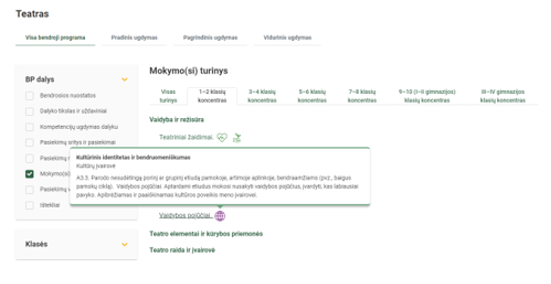 Teatras
Visa bendroji programa
Pradinis ugdymas
Pagrindinis ugdymas
Vidurinis ugdymas
BP dalys
Bendrosios nuostatos
Dalyko tikslas ir uždaviniai
Kompetencijų ugdymas dalyku
Pasiekimų sritys ir pasiekimai
Pasiekimų
Mokymo(si)
Pasiekimų
Ištekliai
Klasės
Mokymo(si) turinys
Visas turinys
1–2 klasių koncentras
3–4 klasių koncentras
5–6 klasių koncentras
7–8 klasių koncentras
9–10 (I–II gimnazijos) klasių koncentras
III–IV gimnazijos klasių koncentras
Vaidyba ir režisūra
Teatriniai žaidimai.
Kultūrinis identitetas ir bendruomeniškumas
Kultūrų įvairovė
A3.3. Parodo nesudėtingą porinį ar grupinį etiudą pamokoje, artimoje aplinkoje, bendraamžiams (pvz., baigus
pamokų ciklą). Vaidybos pojūčiai. Aptardami etiudus mokosi nusakyti vaidybos pojūčius, įvardyti, kas labiausiai
pavyko. Apibrėžiamas ir paaiškinamas kultūros poveikis meno įvairovei.
Vaidybos pojūčiai.
Teatro elementai ir kūrybos priemonės
Teatro raida ir įvairovė